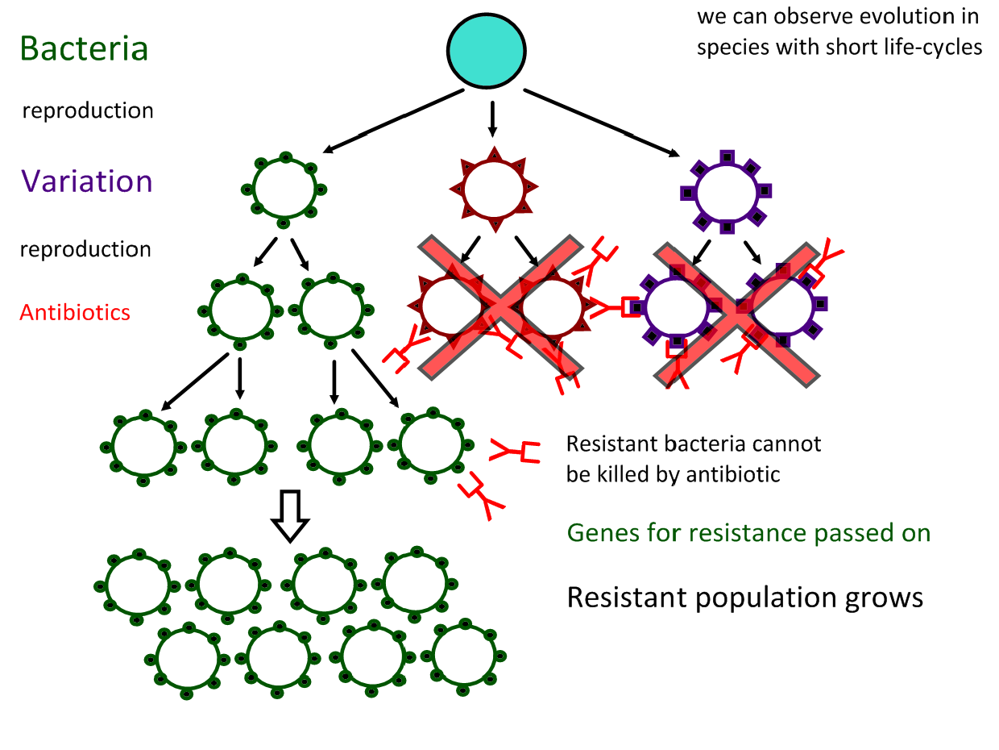 we can observe evolution in
species with short life-cycles
Bacteria
reproduction
Variation
reproduction
Antibiotics
Resistant bacteria cannot
be killed by antibiotic
Genes for resistance passed on
Resistant population grows